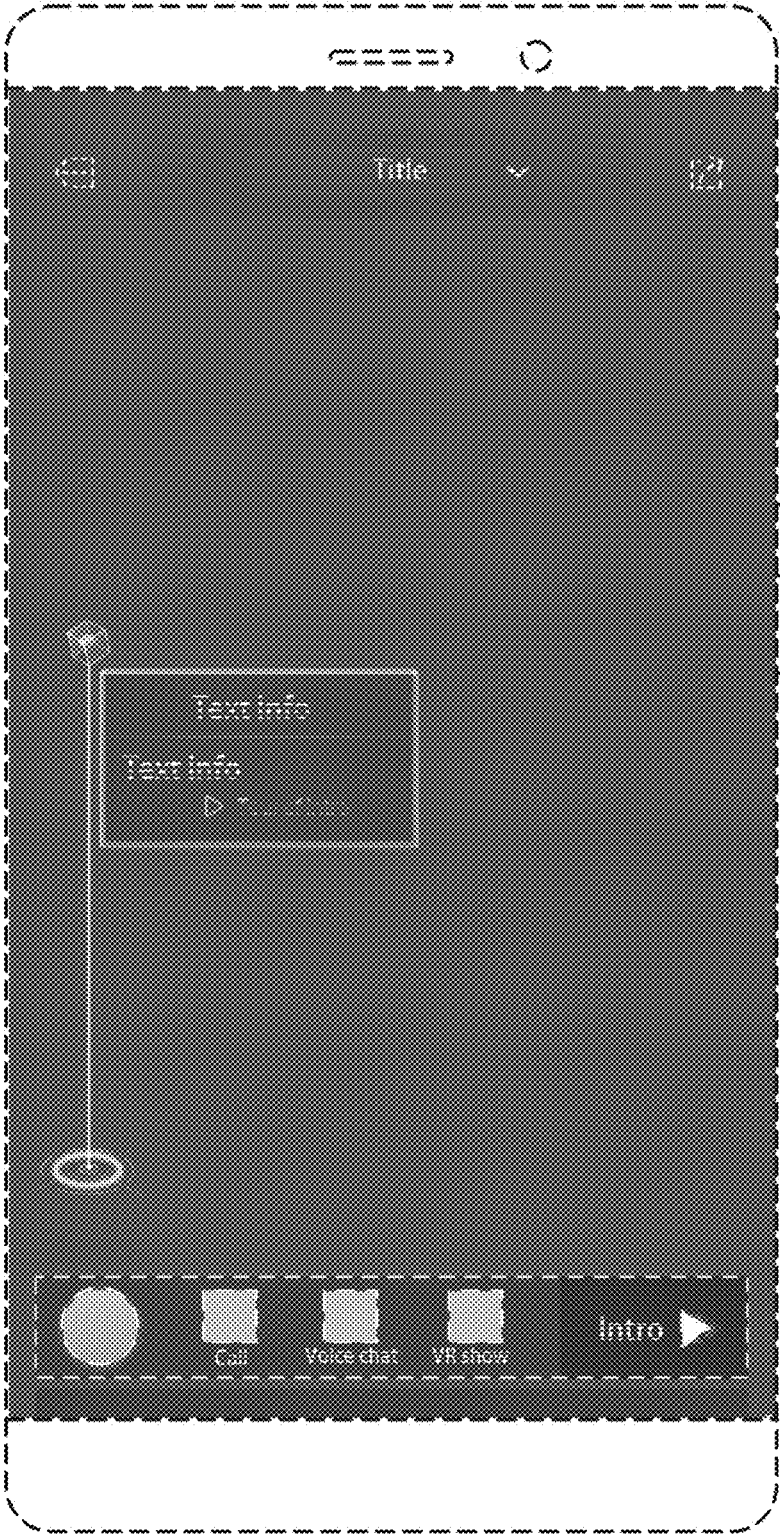 Title
Text info
Text info
Call
Voice chat
VR show
Intro